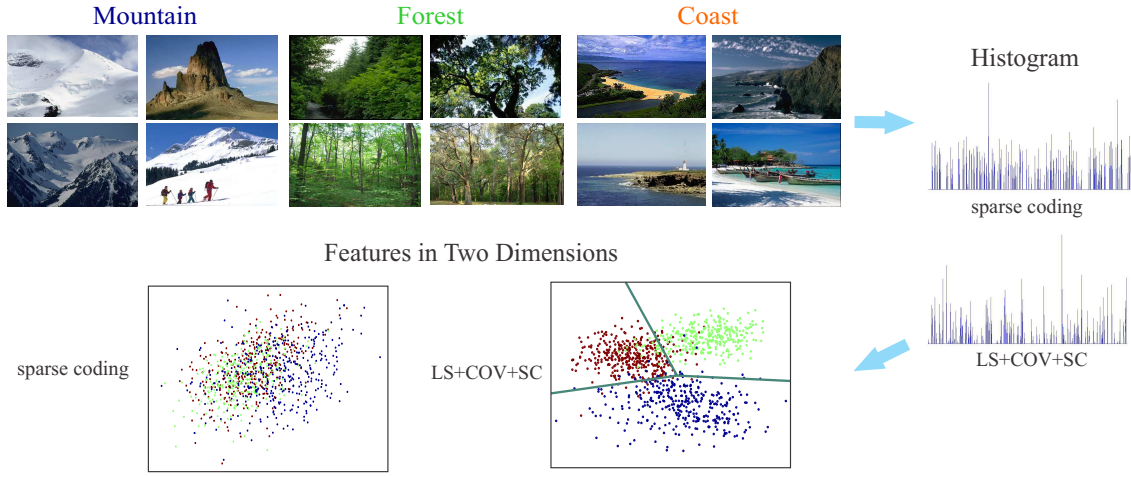 Mountain
Forest
Coast
Histogram
sparse coding
Features in Two Dimensions
sparse coding
LS+COV+SC
LS+COV+SC